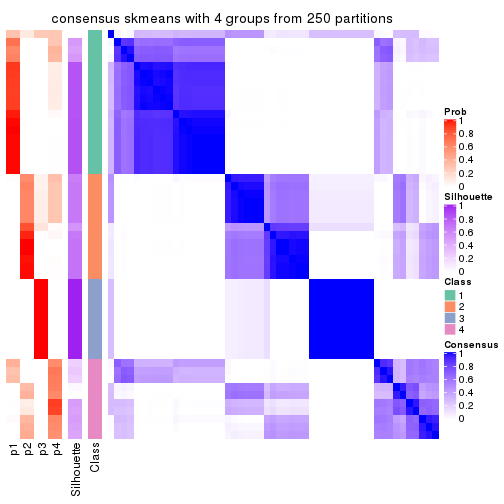 consensus skmeans with 4 groups from 250 partitions
Prob
1
0.8
0.6
0.4
0.2
0
Silhouette
1
0.8
0.6
0.4
0.2
0
Class
1
2
3
4
Consensus
1
0.8
0.6
0.4
0.2
0
p1
p2
p3
p4
Silhouette
Class